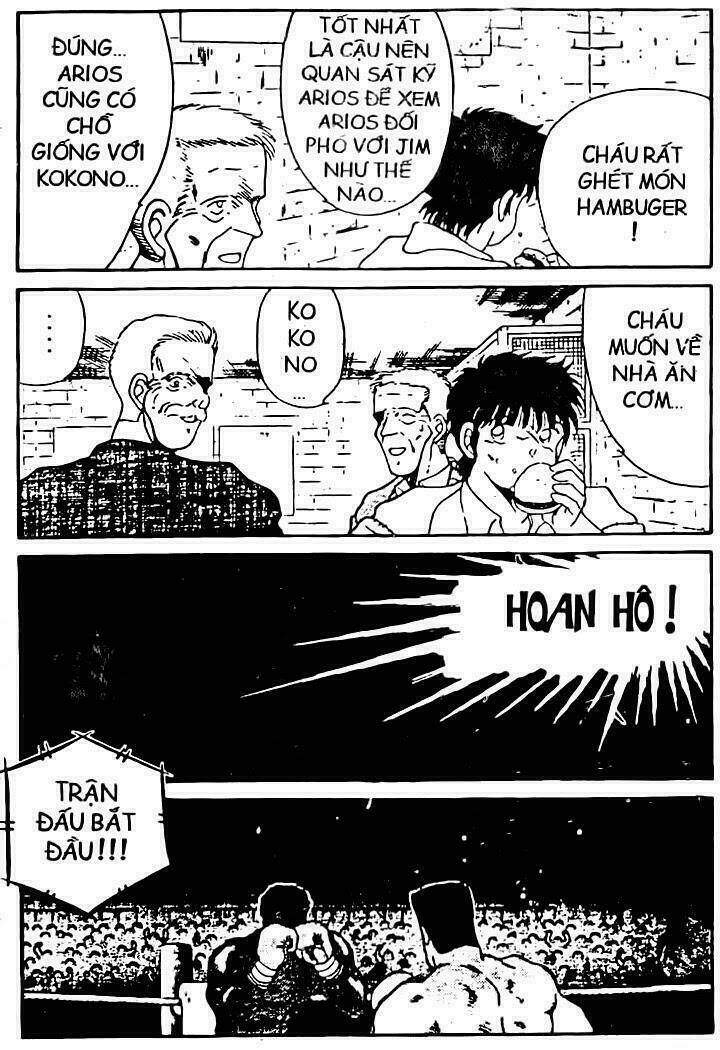 ĐÚNG...
ARIOS
CŨNG CÓ
CHỖ
GIỐNG VỚI
KOKONO...
TỐT NHẤT
LÀ CẬU NÊN
QUAN SÁT KỸ
ARIOS ĐỂ XEM
ARIOS ĐỐI
PHÓ VỚI JIM
NHƯ THẾ
NÀO...
CHÁU RẤT
GHÉT MÓN
HAMBUGER
!
...
KO
KO
NO
...
CHÁU
MUỐN VỀ
NHÀ ĂN
CƠM...
HOAN HÔ!
TRẬN
ĐẤU BẮT
ĐẦU!!!